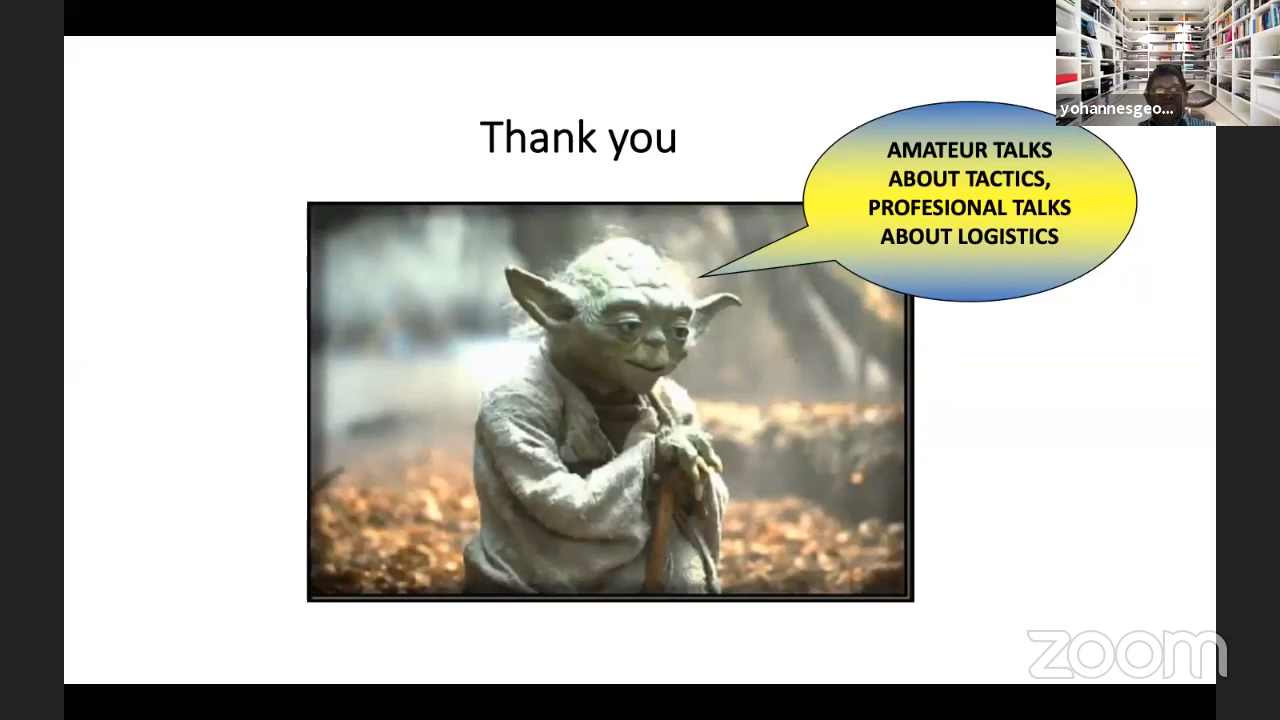 yohannesgeo...
Thank you
AMATEUR TALKS
ABOUT TACTICS,
PROFESIONAL TALKS
ABOUT LOGISTICS
zoom